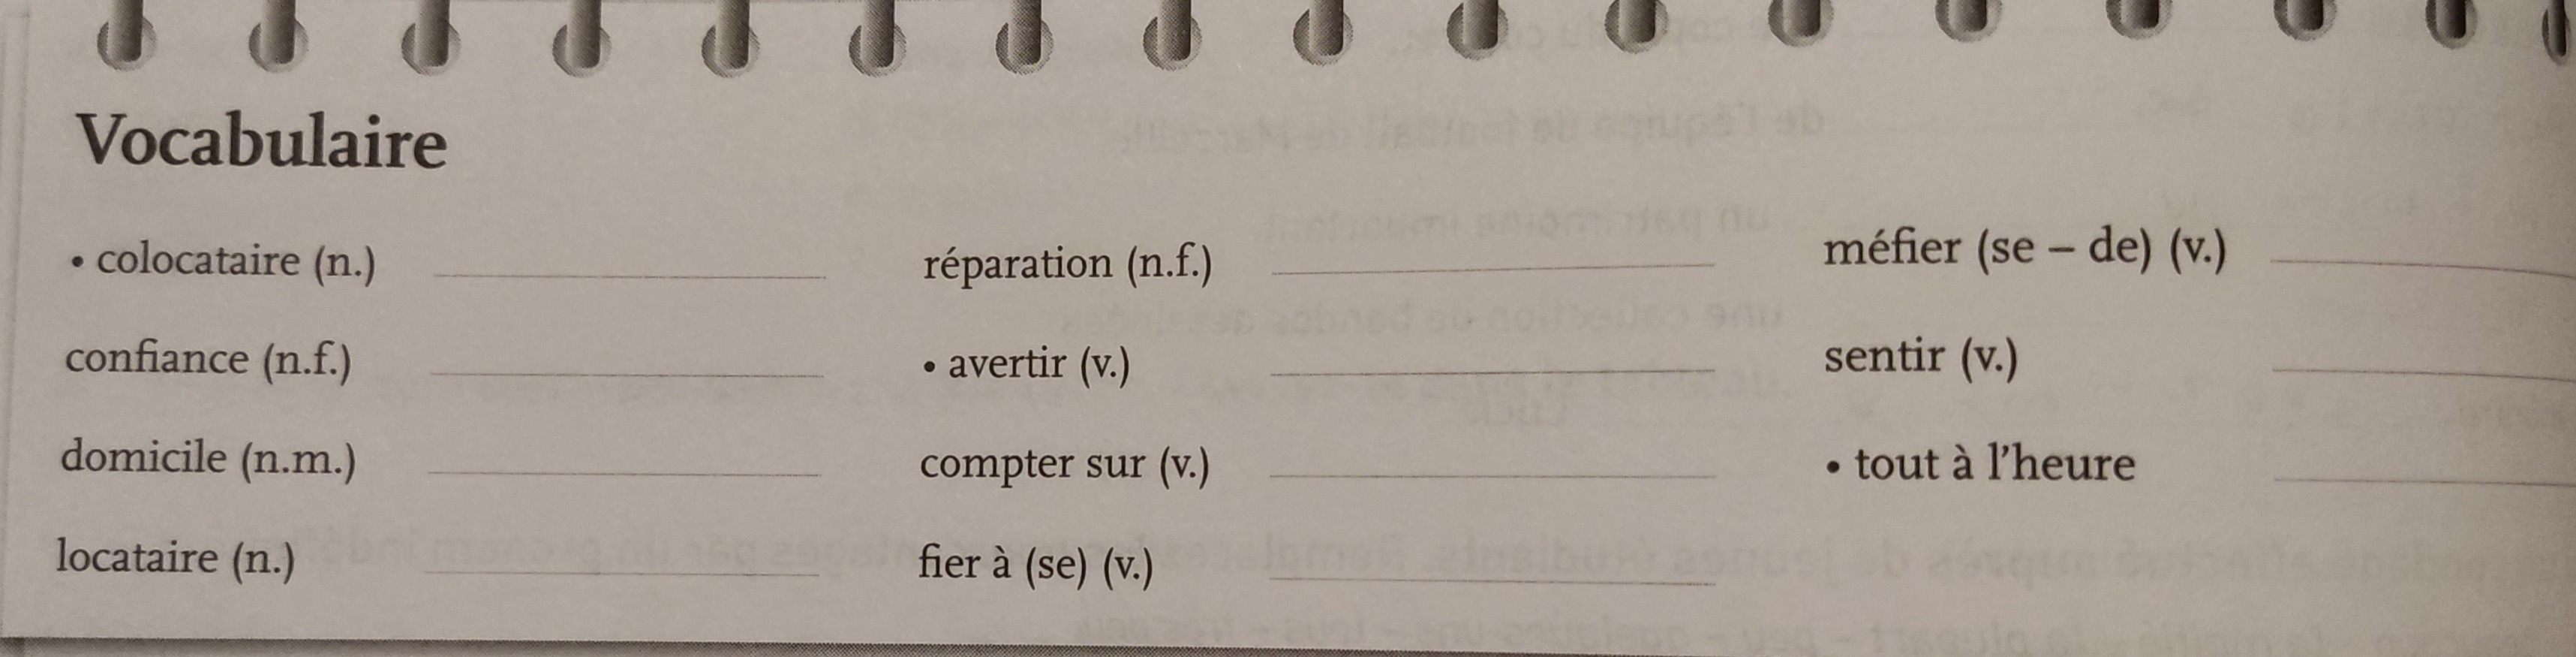 Vocabulaire
• colocataire (n.)
confiance (n.f.)
domicile (n.m.)
locataire (n.)
réparation (n.f.)
• avertir (v.)
compter sur (v.)
fier à (se) (v.)
méfier (se – de) (v.)
sentir (v.)
• tout à l'heure